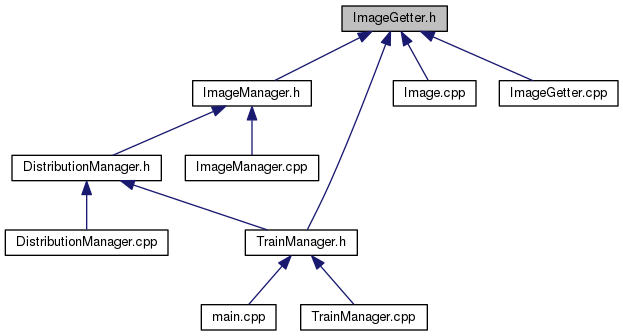 ImageGetter.h
ImageManager.h
Image.cpp
ImageGetter.cpp
DistributionManager.h
ImageManager.cpp
DistributionManager.cpp
TrainManager.h
main.cpp
TrainManager.cpp